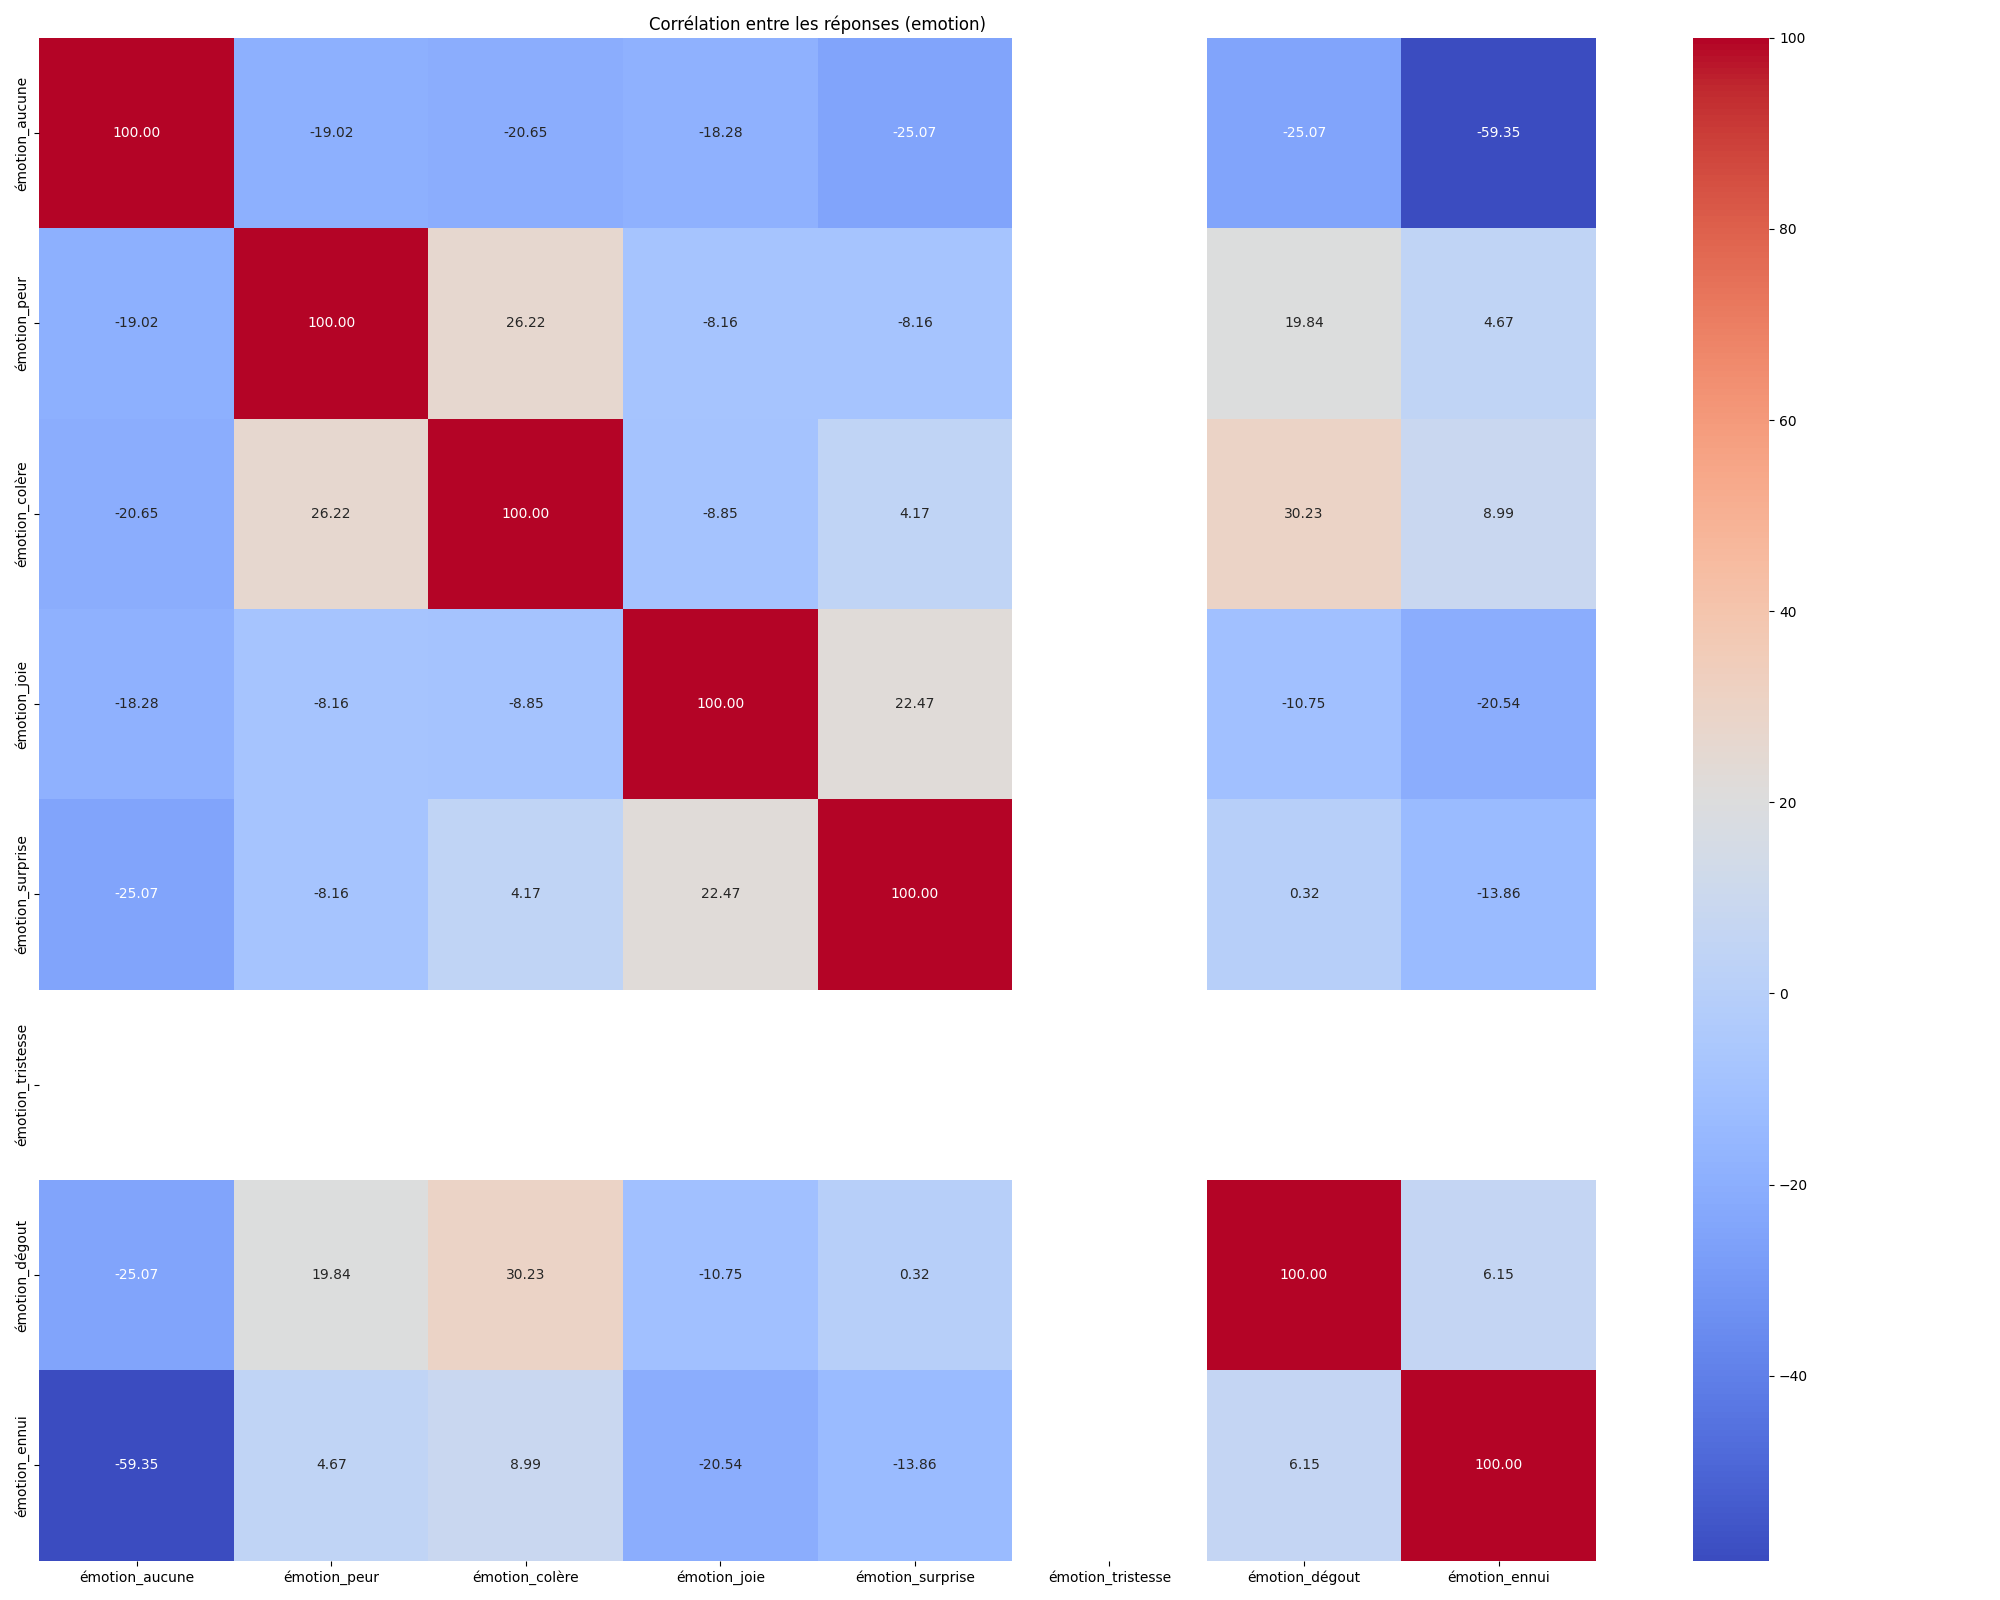 Corrélation entre les réponses (emotion)
émotion_aucune 100.00 -19.02 -20.65 -18.28 -25.07 -25.07 -59.35
émotion_peur -19.02 100.00 26.22 -8.16 -8.16 19.84 4.67
émotion_colère -20.65 26.22 100.00 -8.85 4.17 30.23 8.99
émotion_joie -18.28 -8.16 -8.85 100.00 22.47 -10.75 -20.54
émotion_surprise -25.07 -8.16 4.17 22.47 100.00 0.32 -13.86
émotion_tristesse
émotion_dégout -25.07 19.84 30.23 -10.75 0.32 100.00 6.15
émotion_ennui -59.35 4.67 8.99 -20.54 -13.86 6.15 100.00
émotion_aucune émotion_peur émotion_colère émotion_joie émotion_surprise émotion_tristesse émotion_dégout émotion_ennui
100
80
60
40
20
0
−20
−40